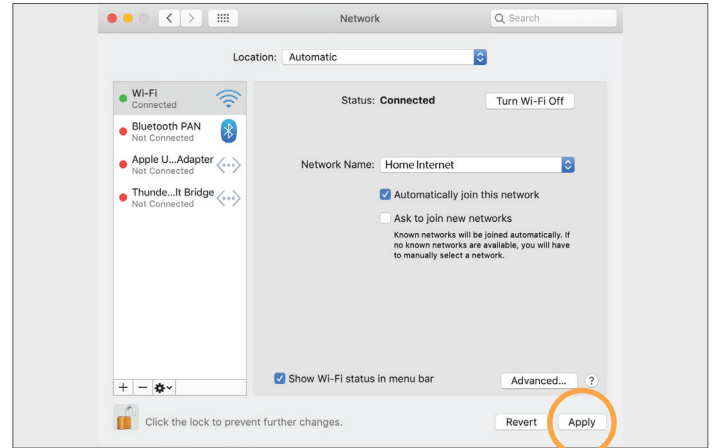 Network
Search
Location: Automatic
Wi-Fi
Connected
Bluetooth PAN
Not Connected
Apple U...Adapter
Not Connected
Thunde...lt Bridge
Not Connected
Status: Connected
Turn Wi-Fi Off
Network Name: Home Internet
Automatically join this network
Ask to join new networks
Known networks will be joined automatically. If
no known networks are available, you will have
to manually select a network.
Show Wi-Fi status in menu bar
Advanced...
?
Click the lock to prevent further changes.
Revert
Apply